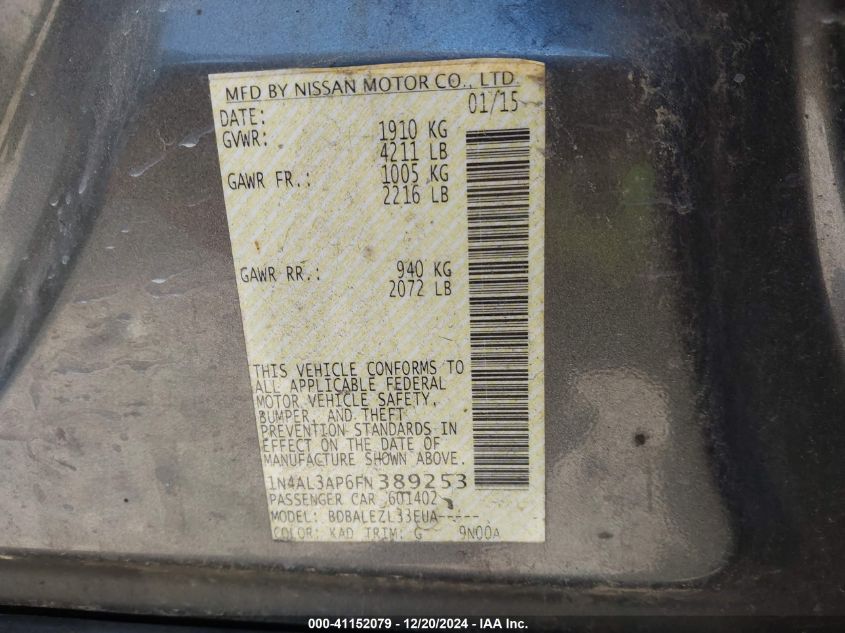 MFD BY NISSAN MOTOR CO., LTD.
DATE: 01/15
GVWR: 1910 KG
4211 LB
GAWR FR.: 1005 KG
2216 LB
GAWR RR.: 940 KG
2072 LB
THIS VEHICLE CONFORMS TO
ALL APPLICABLE FEDERAL
MOTOR VEHICLE SAFETY,
BUMPER, AND THEFT
PREVENTION STANDARDS IN
EFFECT ON THE DATE OF
MANUFACTURE SHOWN ABOVE.
1N4AL3AP6FN389253
PASSENGER CAR 601402
MODEL: BDBALEZL33EUA-----
COLOR: KAD TRIM: G 9N00A
000-41152079 - 12/20/2024 - IAA Inc.